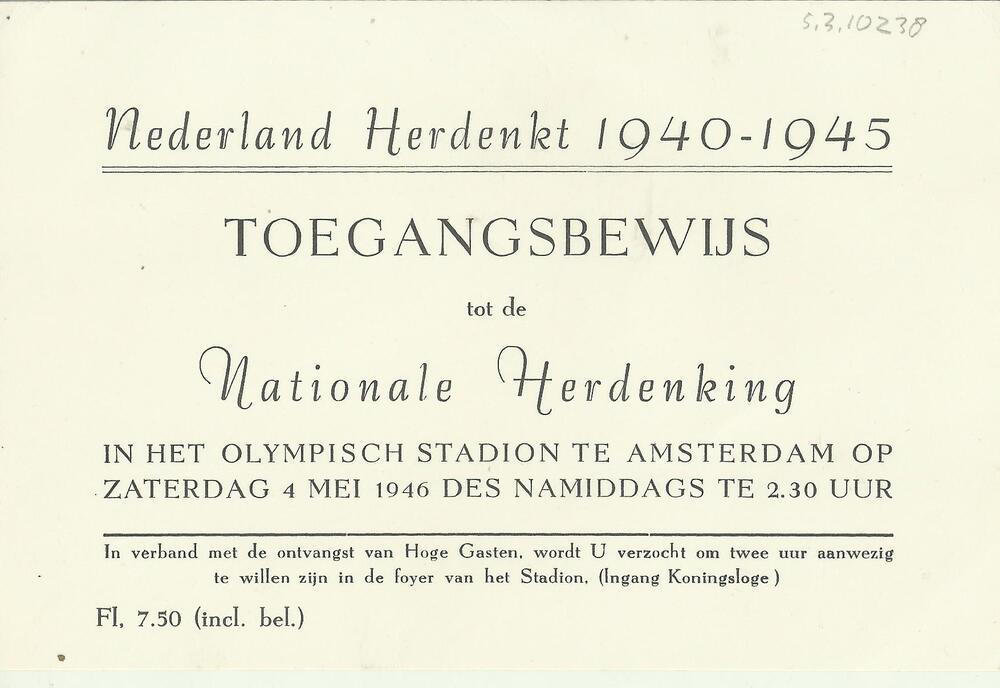 5.3.10238
Nederland Herdenkt 1940-1945
TOEGANGSBEWIJS
tot de
Nationale Herdenking
IN HET OLYMPISCH STADION TE AMSTERDAM OP
ZATERDAG 4 MEI 1946 DES NAMIDDAGS TE 2.30 UUR
In verband met de ontvangst van Hoge Gasten, wordt U verzocht om twee uur aanwezig
te willen zijn in de foyer van het Stadion, (Ingang Koningsloge)
Fl, 7.50 (incl. bel.)